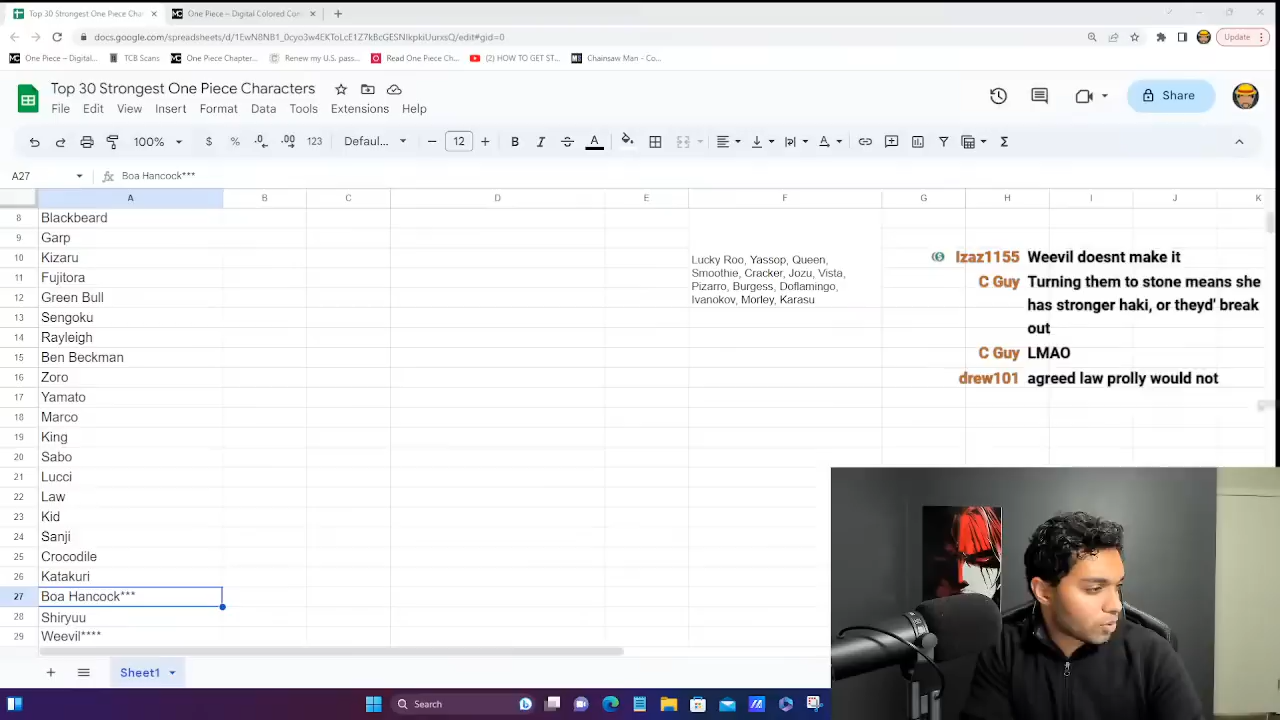 Top 30 Strongest One Piece Char
One Piece – Digital Colored Cor
docs.google.com/spreadsheets/d/1EwN8NB1_0cyo3w4EKToLcE1Z7kBcGESNIkpkiUurxsQ/edit#gid=0
Update
One Piece – Digital...
TCB Scans
One Piece Chapter...
Renew my U.S. pass...
Read One Piece Ch...
(2) HOW TO GET ST...
Chainsaw Man - Co...
Top 30 Strongest One Piece Characters
File Edit View Insert Format Data Tools Extensions Help
Share
100% $ % .0 .00 123 Defaul... 12 B I A
A27 fx Boa Hancock***
A B C D E F G H I J K
8 Blackbeard
9 Garp
10 Kizaru
11 Fujitora
12 Green Bull
13 Sengoku
14 Rayleigh
15 Ben Beckman
16 Zoro
17 Yamato
18 Marco
19 King
20 Sabo
21 Lucci
22 Law
23 Kid
24 Sanji
25 Crocodile
26 Katakuri
27 Boa Hancock***
28 Shiryuu
29 Weevil****
Lucky Roo, Yassop, Queen,
Smoothie, Cracker, Jozu, Vista,
Pizarro, Burgess, Doflamingo,
Ivanokov, Morley, Karasu
Izaz1155 Weevil doesnt make it
C Guy Turning them to stone means she
has stronger haki, or theyd' break
out
C Guy LMAO
drew101 agreed law prolly would not
Sheet1
Search